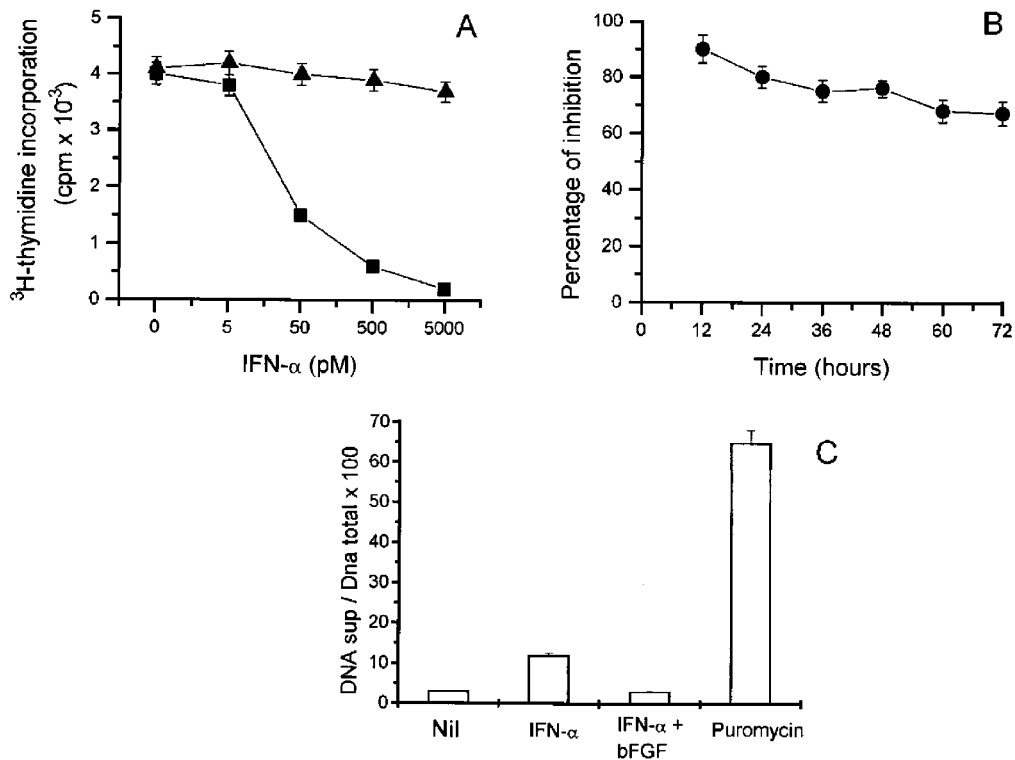 A
³H-thymidine incorporation
(cpm x 10⁻³)
5
4
3
2
1
0
0 5 50 500 5000
IFN-α (pM)
B
Percentage of inhibition
100
80
60
40
20
0
0 12 24 36 48 60 72
Time (hours)
C
DNA sup / Dna total x 100
70
60
50
40
30
20
10
0
Nil IFN-α IFN-α + Puromycin
bFGF